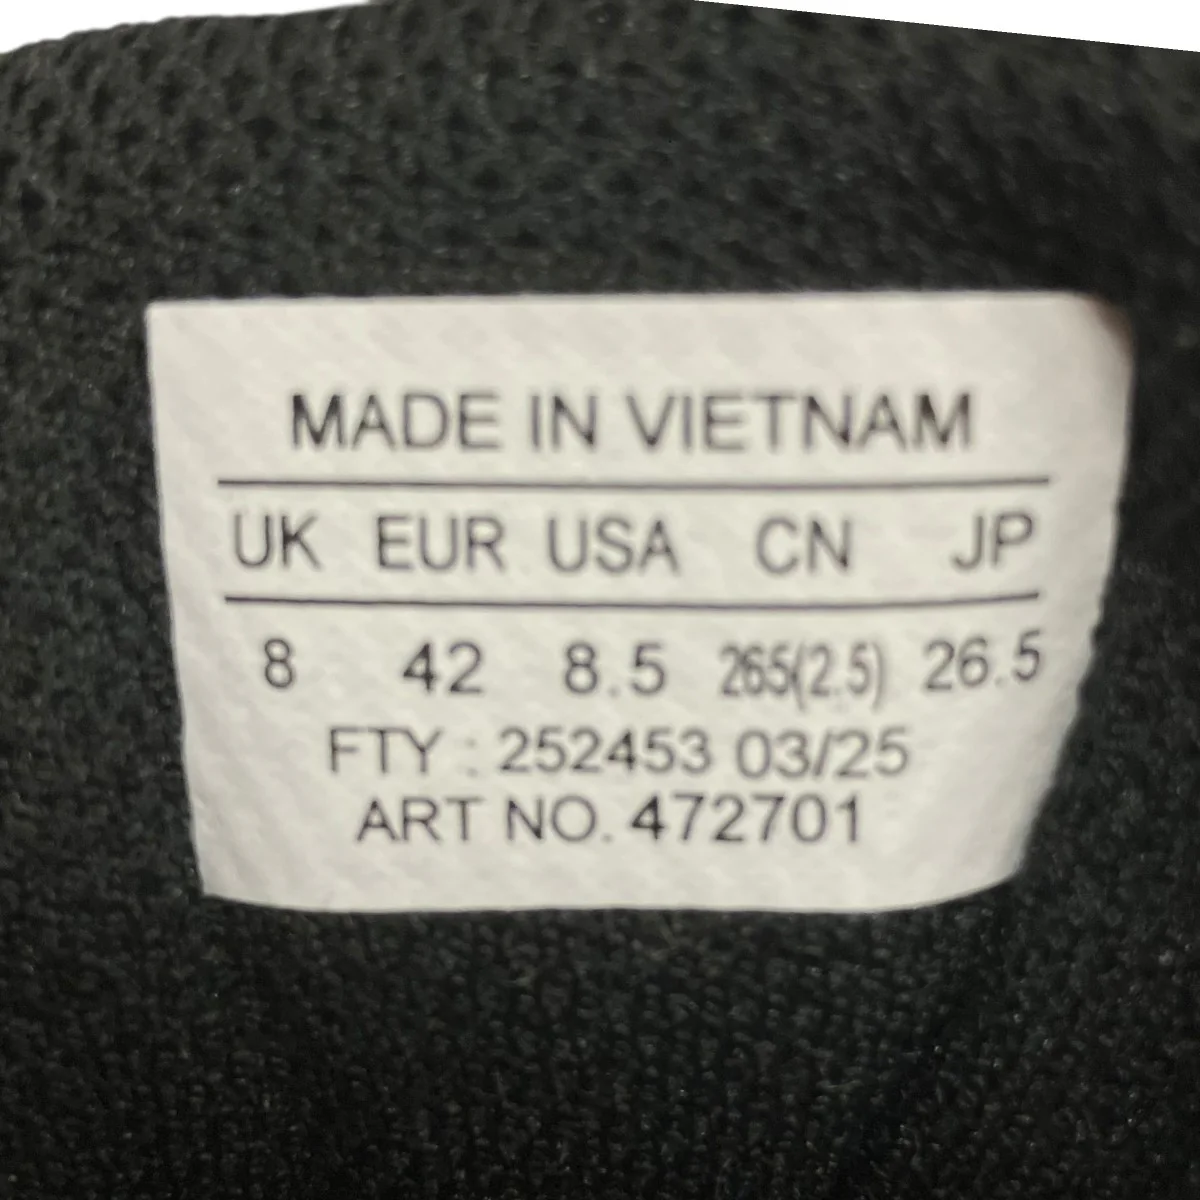 MADE IN VIETNAM
UK EUR USA CN JP
8 42 8.5 265(2.5) 26.5
FTY : 252453 03/25
ART NO. 472701